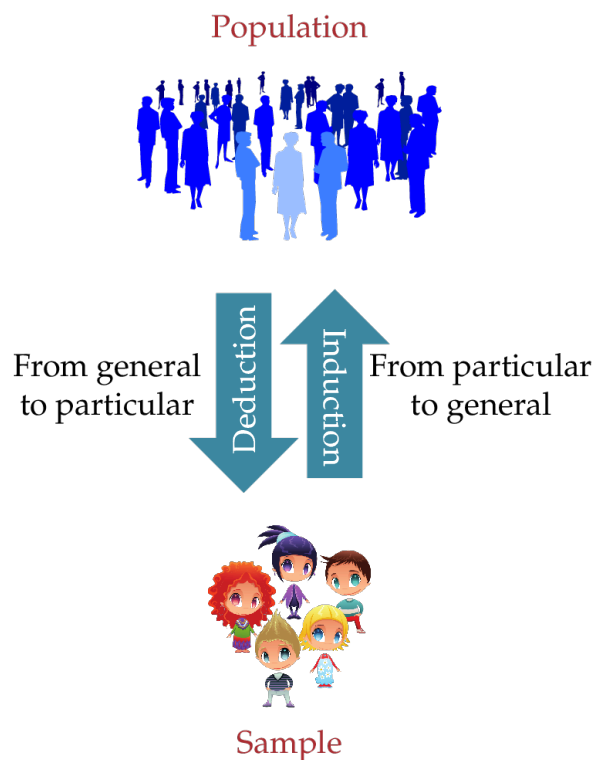 Population
From general
to particular
Deduction
Induction
From particular
to general
Sample